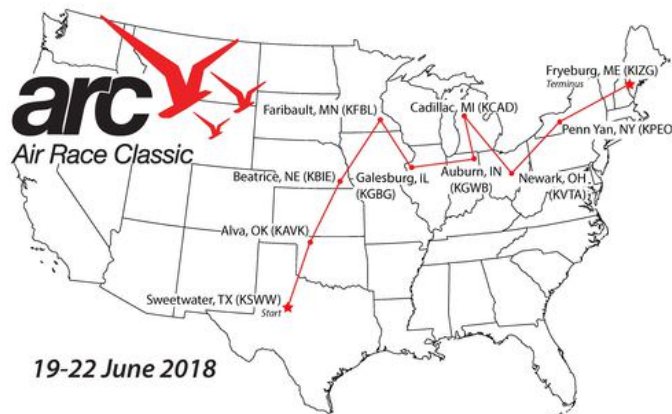 arc
Air Race Classic
Fryeburg, ME (KIZG)
Terminus
Faribault, MN (KFBL)
Cadillac, MI (KCAD)
Penn Yan, NY (KPEO)
Beatrice, NE (KBIE)
Galesburg, IL
(KGBG)
Auburn, IN
(KGWB)
Newark, OH
(KVTA)
Alva, OK (KAVK)
Sweetwater, TX (KSWW)
Start
19-22 June 2018